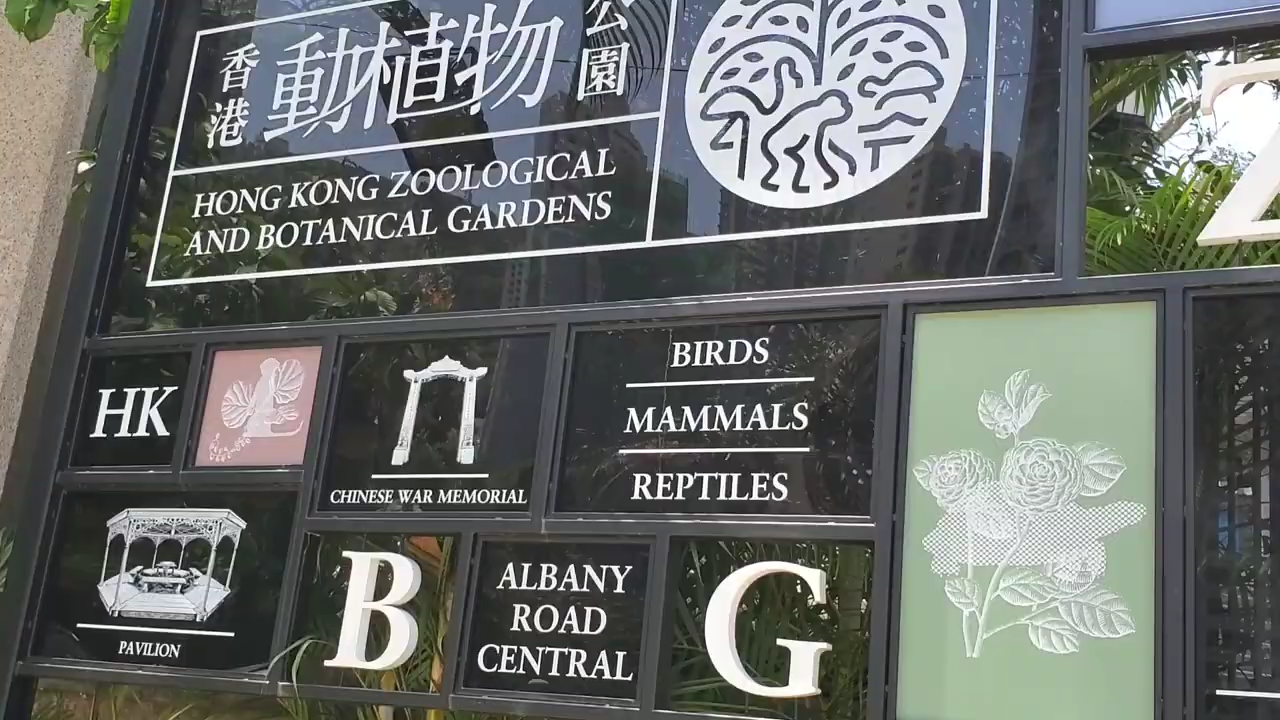 香港動植物公園
HONG KONG ZOOLOGICAL
AND BOTANICAL GARDENS
Z
HK
CHINESE WAR MEMORIAL
BIRDS
MAMMALS
REPTILES
PAVILION
B
ALBANY
ROAD
CENTRAL
G